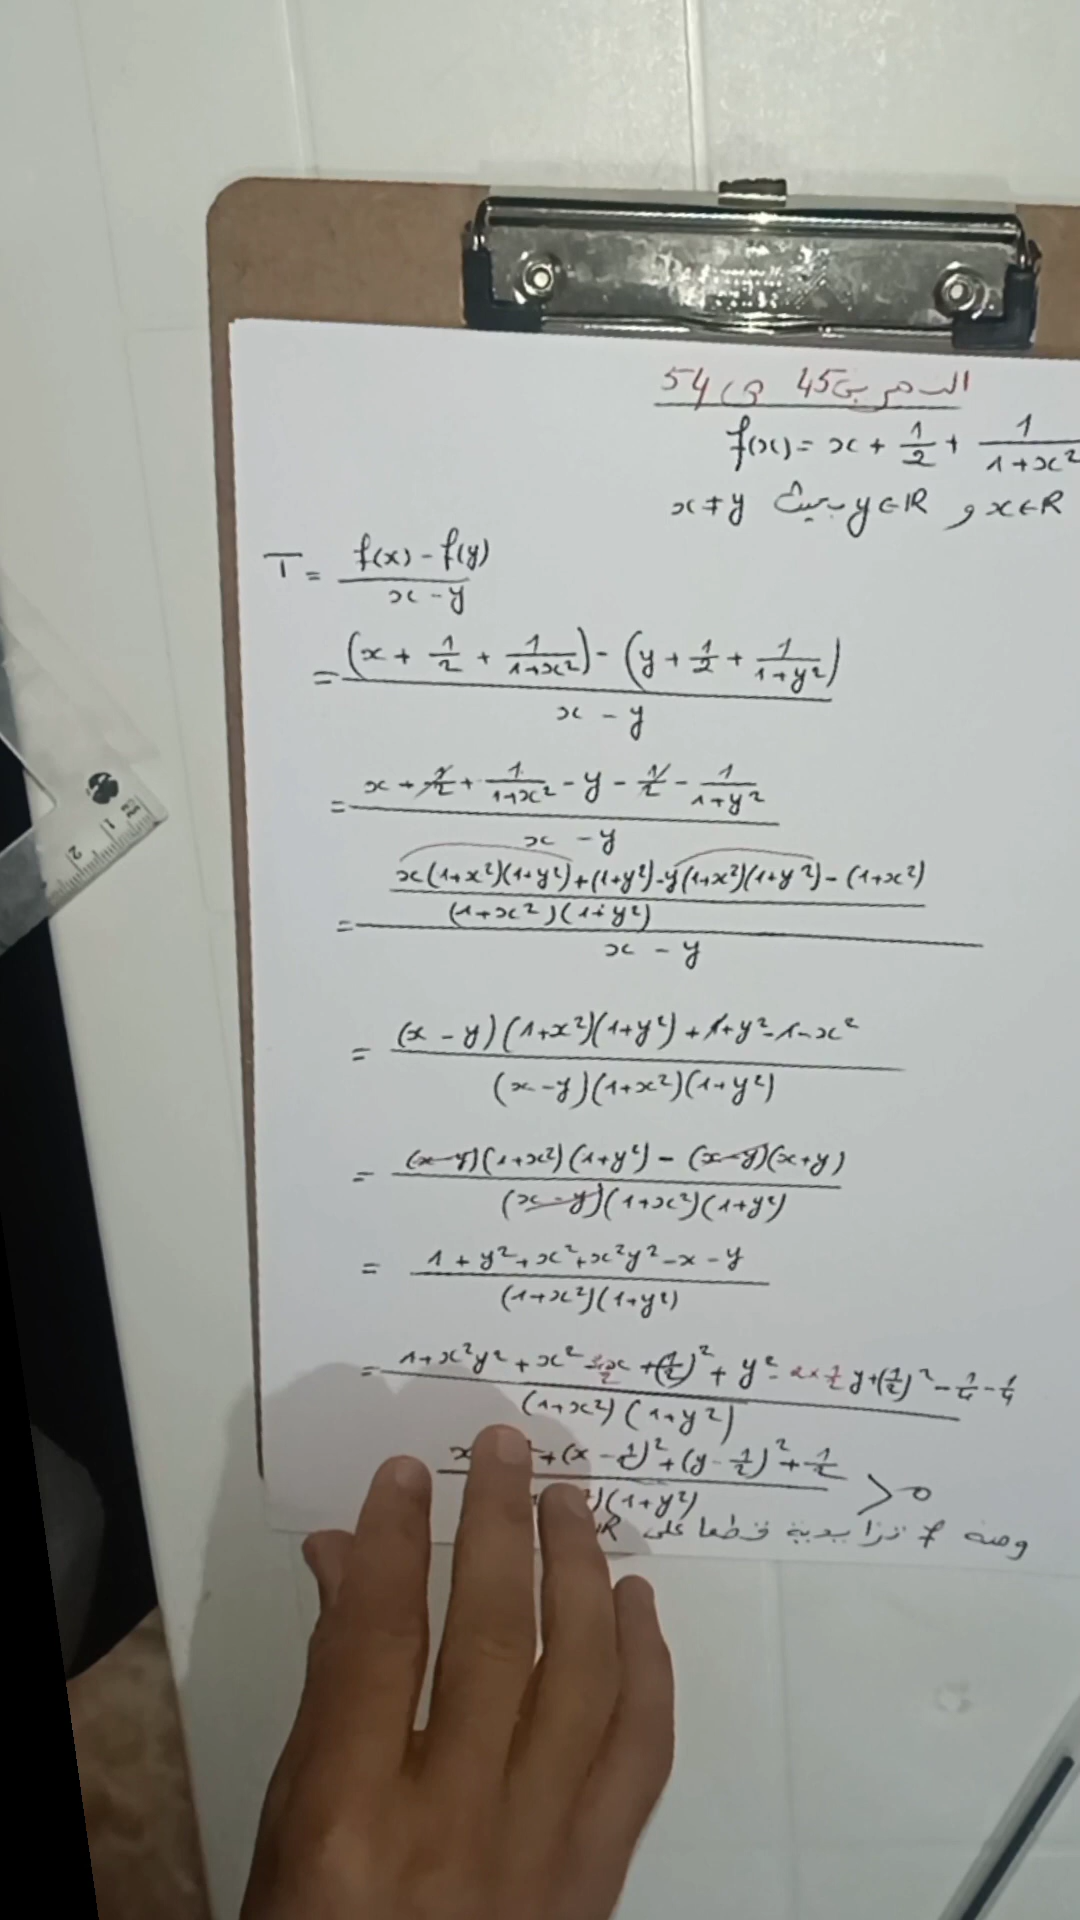 التمرين 45 ص 54
f(x) = x + 1/2 + 1/(1+x²)
x∈ℝ و y∈ℝ بحيث x≠y
T = (f(x) - f(y))/(x - y)
= ((x + 1/2 + 1/(1+x²)) - (y + 1/2 + 1/(1+y²)))/(x - y)
= (x + 1/2 + 1/(1+x²) - y - 1/2 - 1/(1+y²))/(x - y)
= ((x(1+x²)(1+y²) + (1+y²) - y(1+x²)(1+y²) - (1+x²))/((1+x²)(1+y²)))/(x - y)
= ((x - y)(1+x²)(1+y²) + 1 + y² - 1 - x²)/((x-y)(1+x²)(1+y²))
= ((x-y)(1+x²)(1+y²) - (x-y)(x+y))/((x-y)(1+x²)(1+y²))
= (1 + y² + x² + x²y² - x - y)/((1+x²)(1+y²))
= (1 + x²y² + x² - x + (1/2)² + y² - 2×1/2 y + (1/2)² - 1/4 - 1/4)/((1+x²)(1+y²))
+ (x - 1/2)² + (y - 1/2)² + 1/2 (1+y²) > 0
ومنه f تزايدية قطعا على ℝ